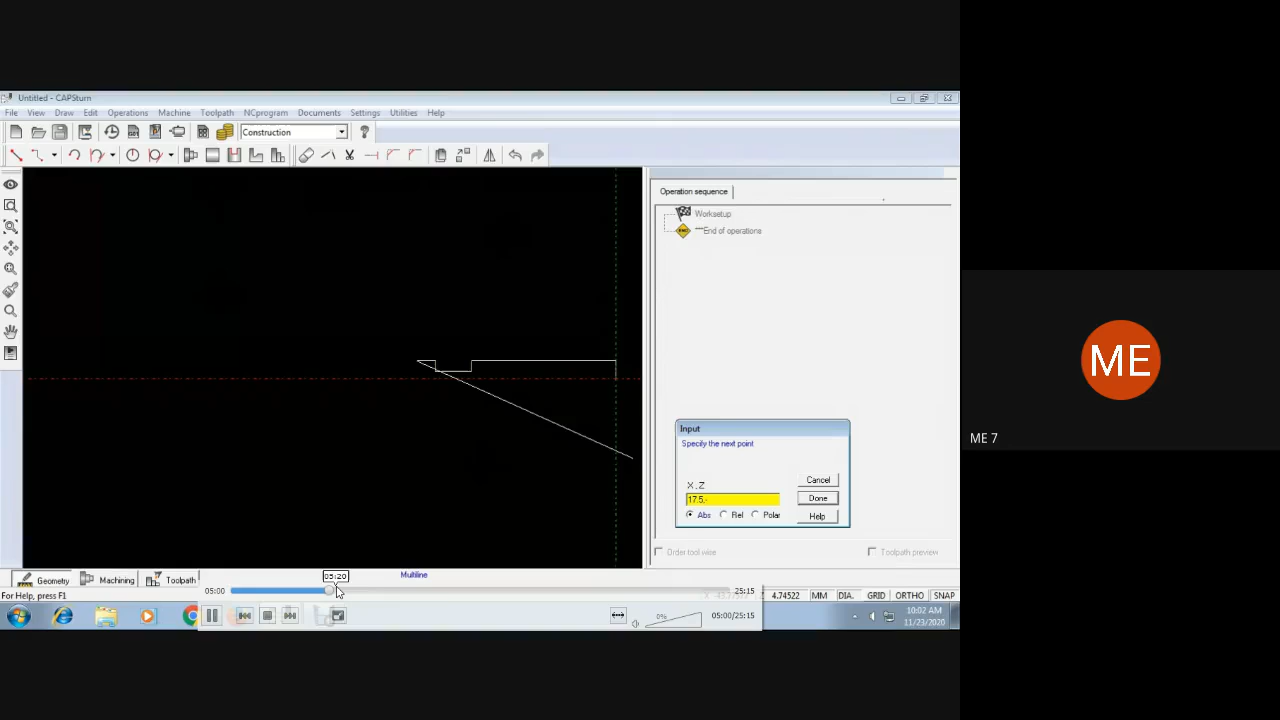 Untitled - CAPSturn
File View Draw Edit Operations Machine Toolpath NCprogram Documents Settings Utilities Help
Construction
Operation sequence
Worksetup
***End of operations
Input
Specify the next point
X , Z
17.5,-
Abs Rel Polar
Cancel
Done
Help
Order tool wise Toolpath preview
Geometry Machining Toolpath
Multiline
05:20
05:00 25:15
For Help, press F1
4.74522 MM DIA. GRID ORTHO SNAP
0%
05:00/25:15
10:02 AM
11/23/2020
ME
ME 7